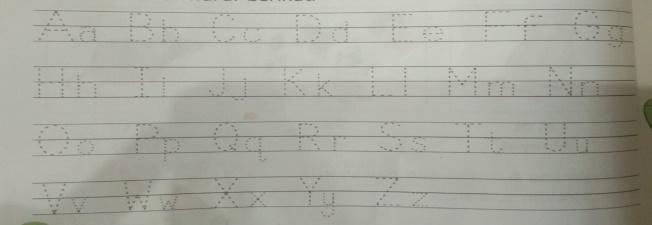 Aa Bb Cc Dd Ee Ff Gg
Hh Ii Jj Kk Ll Mm Nn
Oo Pp Qq Rr Ss Tt Uu
Vv Ww Xx Yy Zz